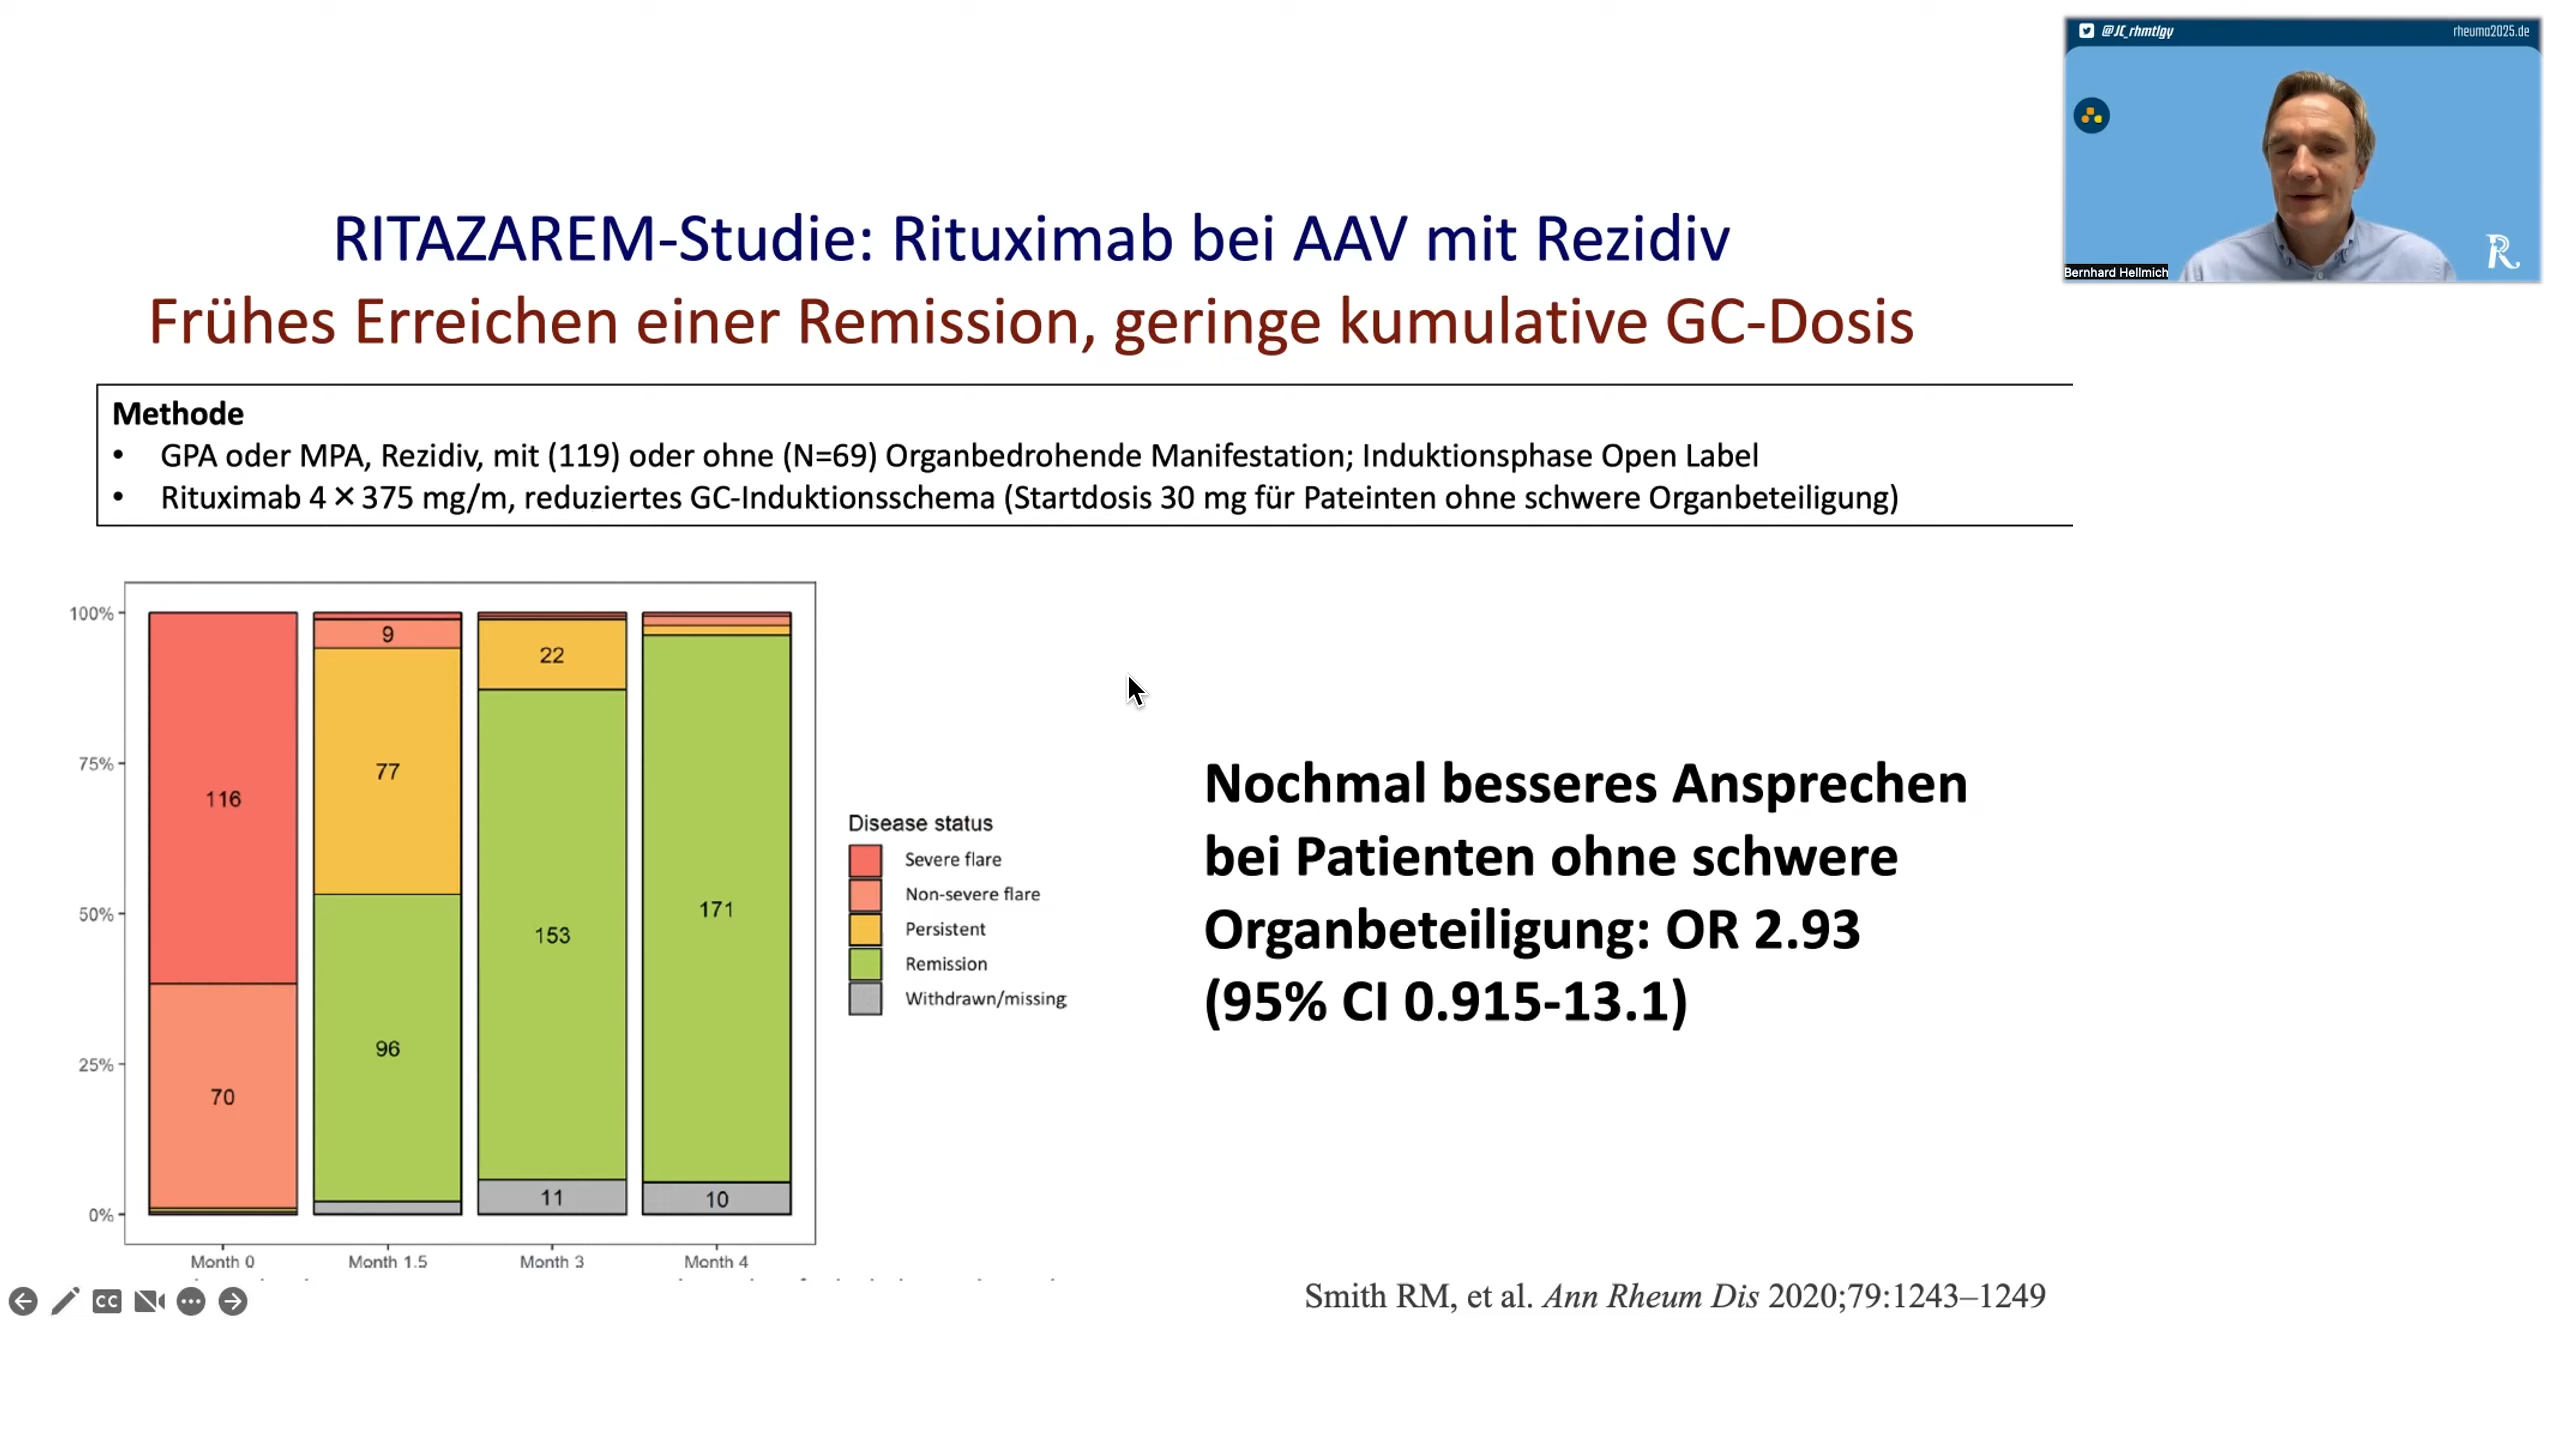 @JC_rhmtlgy
rheuma2025.de
Bernhard Hellmich
RITAZAREM-Studie: Rituximab bei AAV mit Rezidiv
Frühes Erreichen einer Remission, geringe kumulative GC-Dosis
Methode
• GPA oder MPA, Rezidiv, mit (119) oder ohne (N=69) Organbedrohende Manifestation; Induktionsphase Open Label
• Rituximab 4 × 375 mg/m, reduziertes GC-Induktionsschema (Startdosis 30 mg für Pateinten ohne schwere Organbeteiligung)
100%
75%
50%
25%
0%
116
70
9
77
96
22
153
11
171
10
Month 0
Month 1.5
Month 3
Month 4
Disease status
Severe flare
Non-severe flare
Persistent
Remission
Withdrawn/missing
Nochmal besseres Ansprechen
bei Patienten ohne schwere
Organbeteiligung: OR 2.93
(95% CI 0.915-13.1)
CC
Smith RM, et al. Ann Rheum Dis 2020;79:1243–1249